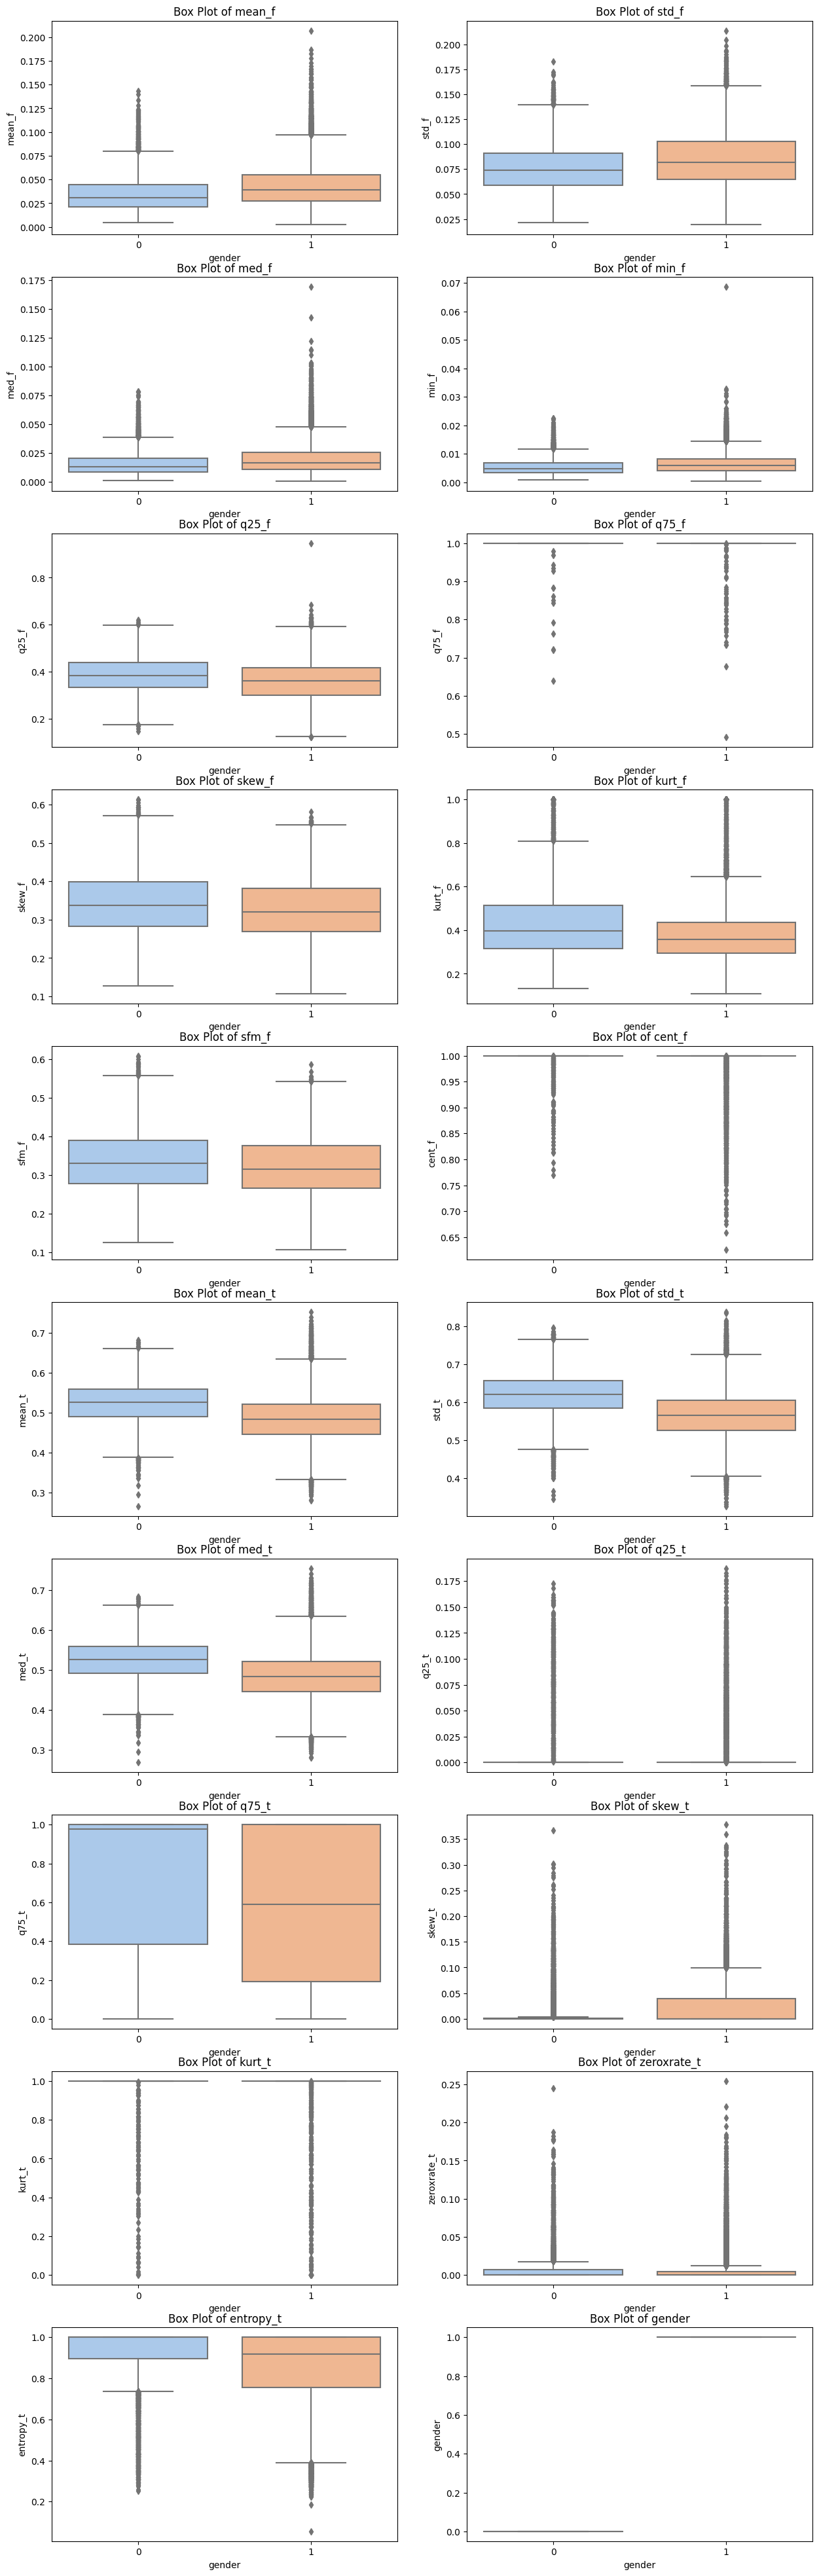 Box Plot of mean_f
mean_f
0.200
0.175
0.150
0.125
0.100
0.075
0.050
0.025
0.000
0
1
gender
Box Plot of std_f
std_f
0.200
0.175
0.150
0.125
0.100
0.075
0.050
0.025
0
1
gender
Box Plot of med_f
med_f
0.175
0.150
0.125
0.100
0.075
0.050
0.025
0.000
0
1
gender
Box Plot of min_f
min_f
0.07
0.06
0.05
0.04
0.03
0.02
0.01
0.00
0
1
gender
Box Plot of q25_f
q25_f
0.8
0.6
0.4
0.2
0
1
gender
Box Plot of q75_f
q75_f
1.0
0.9
0.8
0.7
0.6
0.5
0
1
gender
Box Plot of skew_f
skew_f
0.6
0.5
0.4
0.3
0.2
0.1
0
1
gender
Box Plot of kurt_f
kurt_f
1.0
0.8
0.6
0.4
0.2
0
1
gender
Box Plot of sfm_f
sfm_f
0.6
0.5
0.4
0.3
0.2
0.1
0
1
gender
Box Plot of cent_f
cent_f
1.00
0.95
0.90
0.85
0.80
0.75
0.70
0.65
0
1
gender
Box Plot of mean_t
mean_t
0.7
0.6
0.5
0.4
0.3
0
1
gender
Box Plot of std_t
std_t
0.8
0.7
0.6
0.5
0.4
0
1
gender
Box Plot of med_t
med_t
0.7
0.6
0.5
0.4
0.3
0
1
gender
Box Plot of q25_t
q25_t
0.175
0.150
0.125
0.100
0.075
0.050
0.025
0.000
0
1
gender
Box Plot of q75_t
q75_t
1.0
0.8
0.6
0.4
0.2
0.0
0
1
gender
Box Plot of skew_t
skew_t
0.35
0.30
0.25
0.20
0.15
0.10
0.05
0.00
0
1
gender
Box Plot of kurt_t
kurt_t
1.0
0.8
0.6
0.4
0.2
0.0
0
1
gender
Box Plot of zeroxrate_t
zeroxrate_t
0.25
0.20
0.15
0.10
0.05
0.00
0
1
gender
Box Plot of entropy_t
entropy_t
1.0
0.8
0.6
0.4
0.2
0
1
gender
Box Plot of gender
gender
1.0
0.8
0.6
0.4
0.2
0.0
0
1
gender